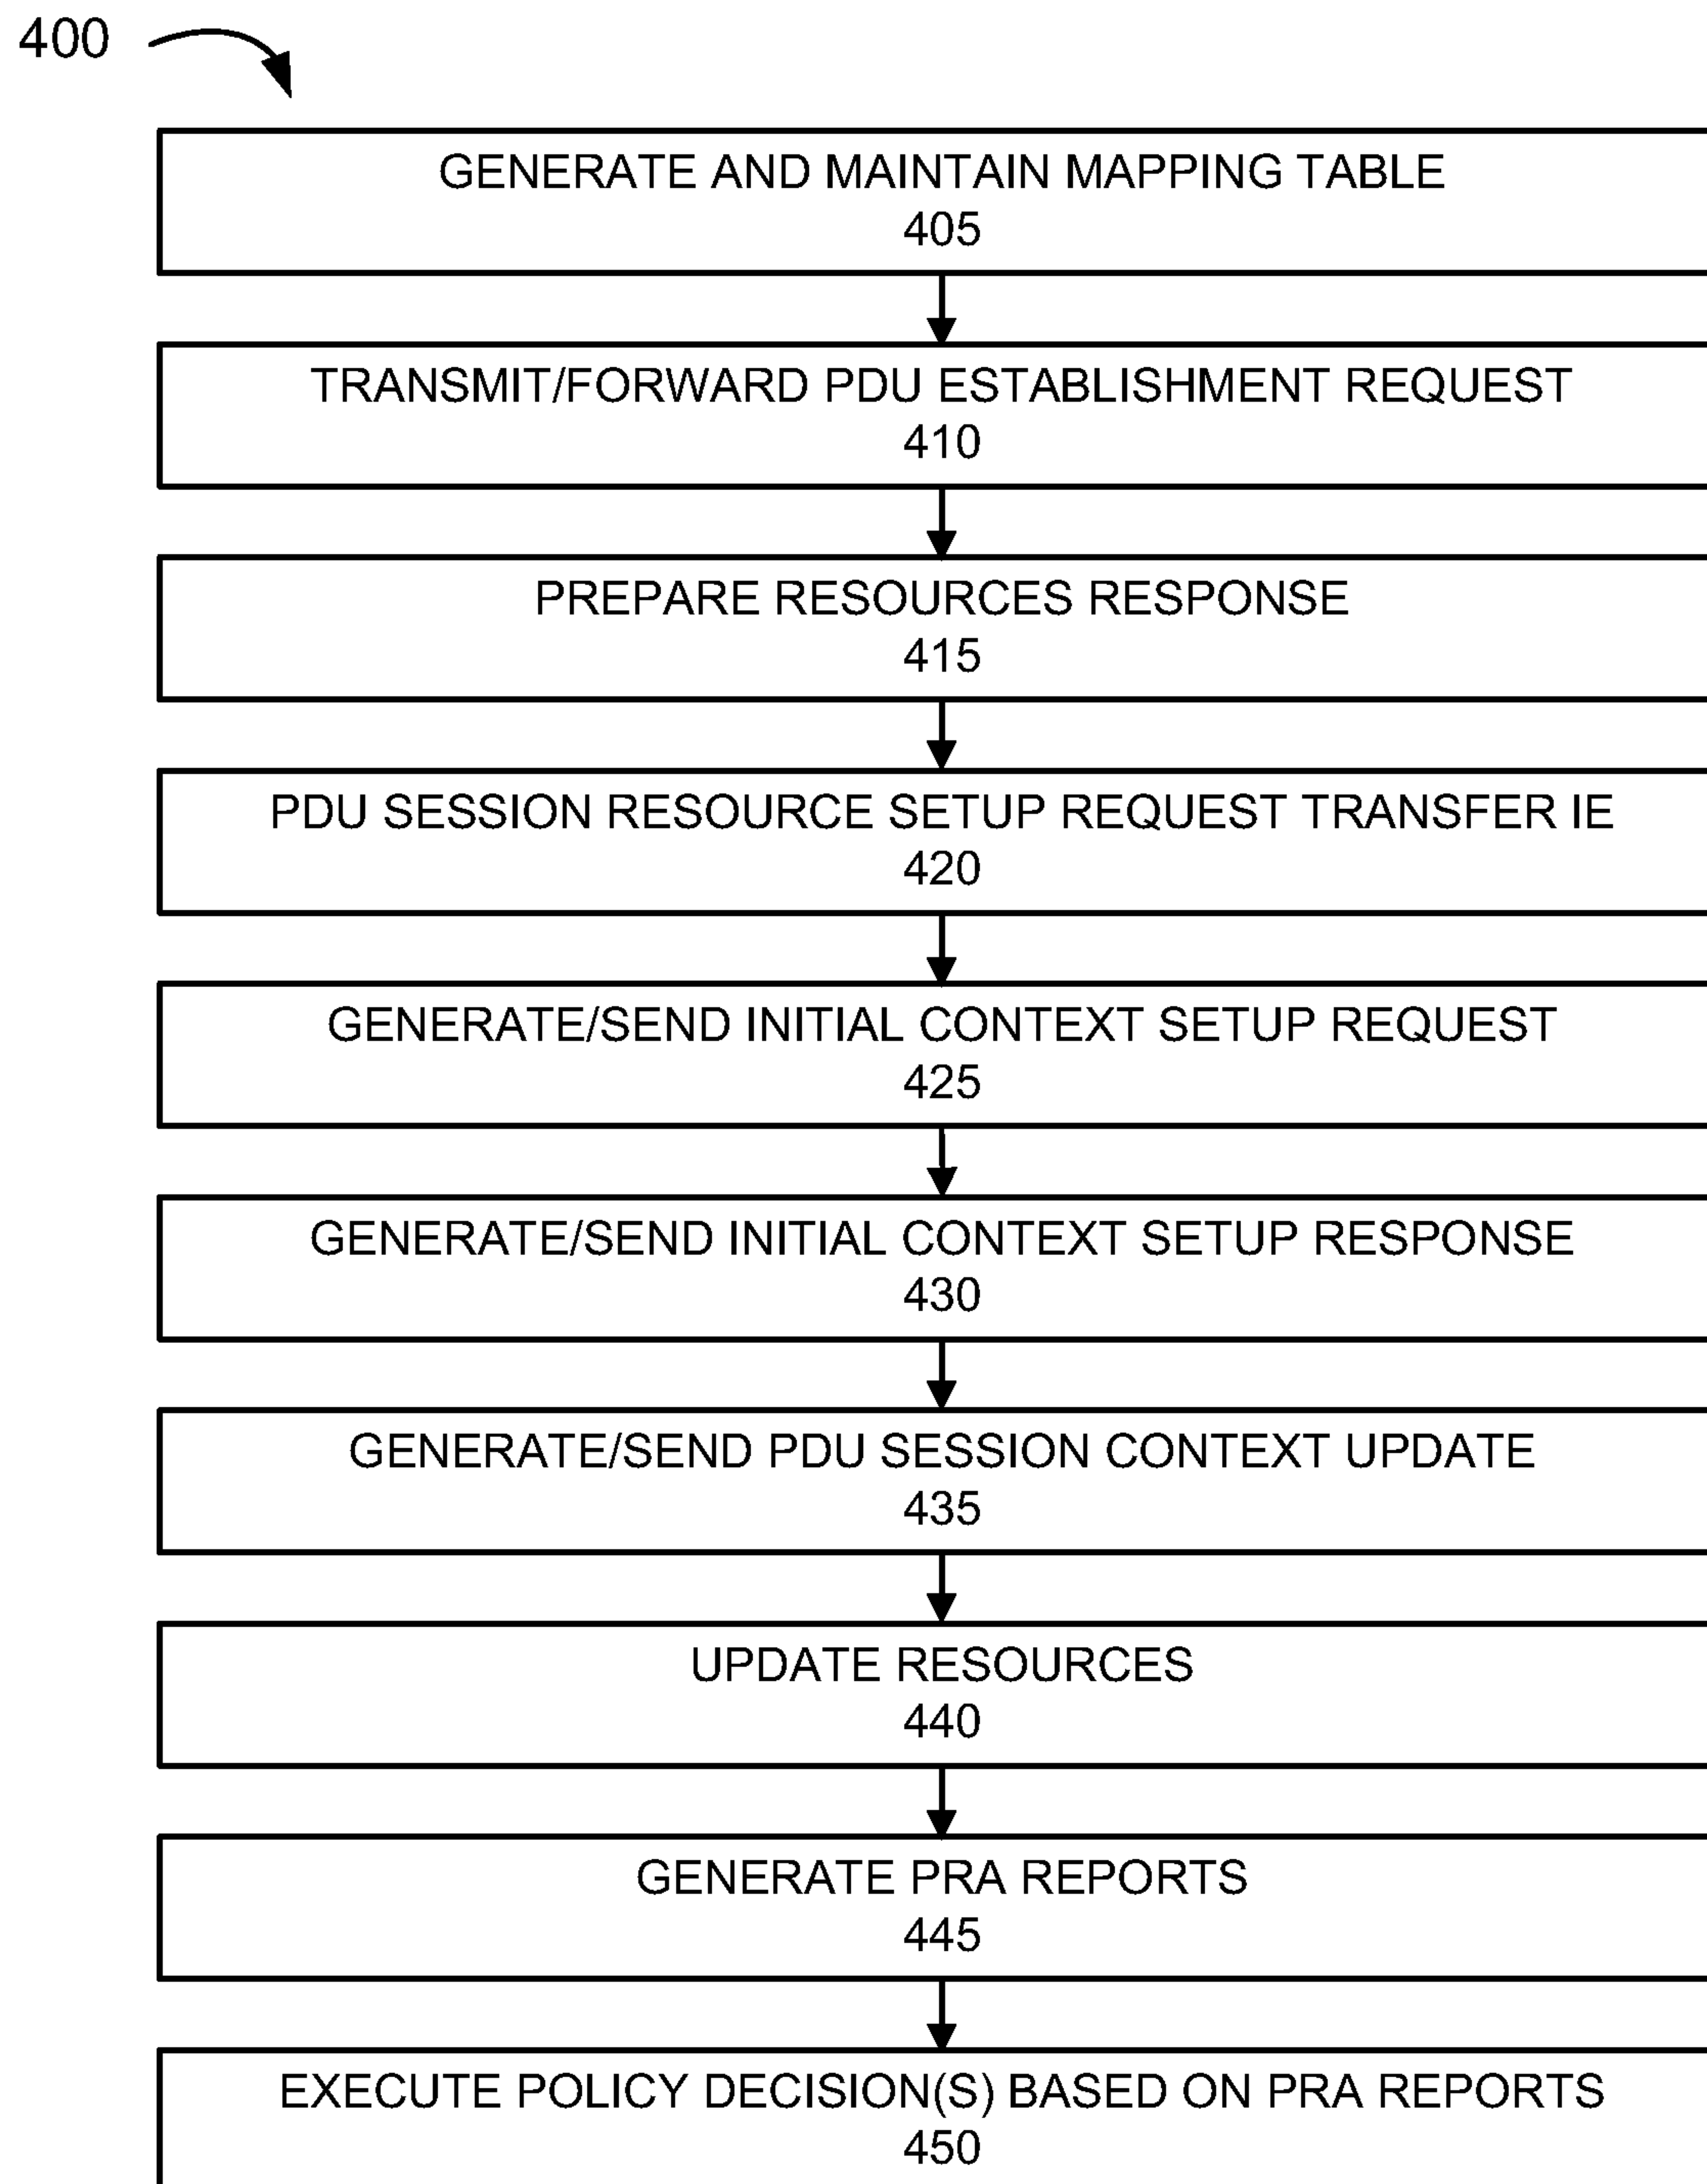 400
GENERATE AND MAINTAIN MAPPING TABLE
405
TRANSMIT/FORWARD PDU ESTABLISHMENT REQUEST
410
PREPARE RESOURCES RESPONSE
415
PDU SESSION RESOURCE SETUP REQUEST TRANSFER IE
420
GENERATE/SEND INITIAL CONTEXT SETUP REQUEST
425
GENERATE/SEND INITIAL CONTEXT SETUP RESPONSE
430
GENERATE/SEND PDU SESSION CONTEXT UPDATE
435
UPDATE RESOURCES
440
GENERATE PRA REPORTS
445
EXECUTE POLICY DECISION(S) BASED ON PRA REPORTS
450